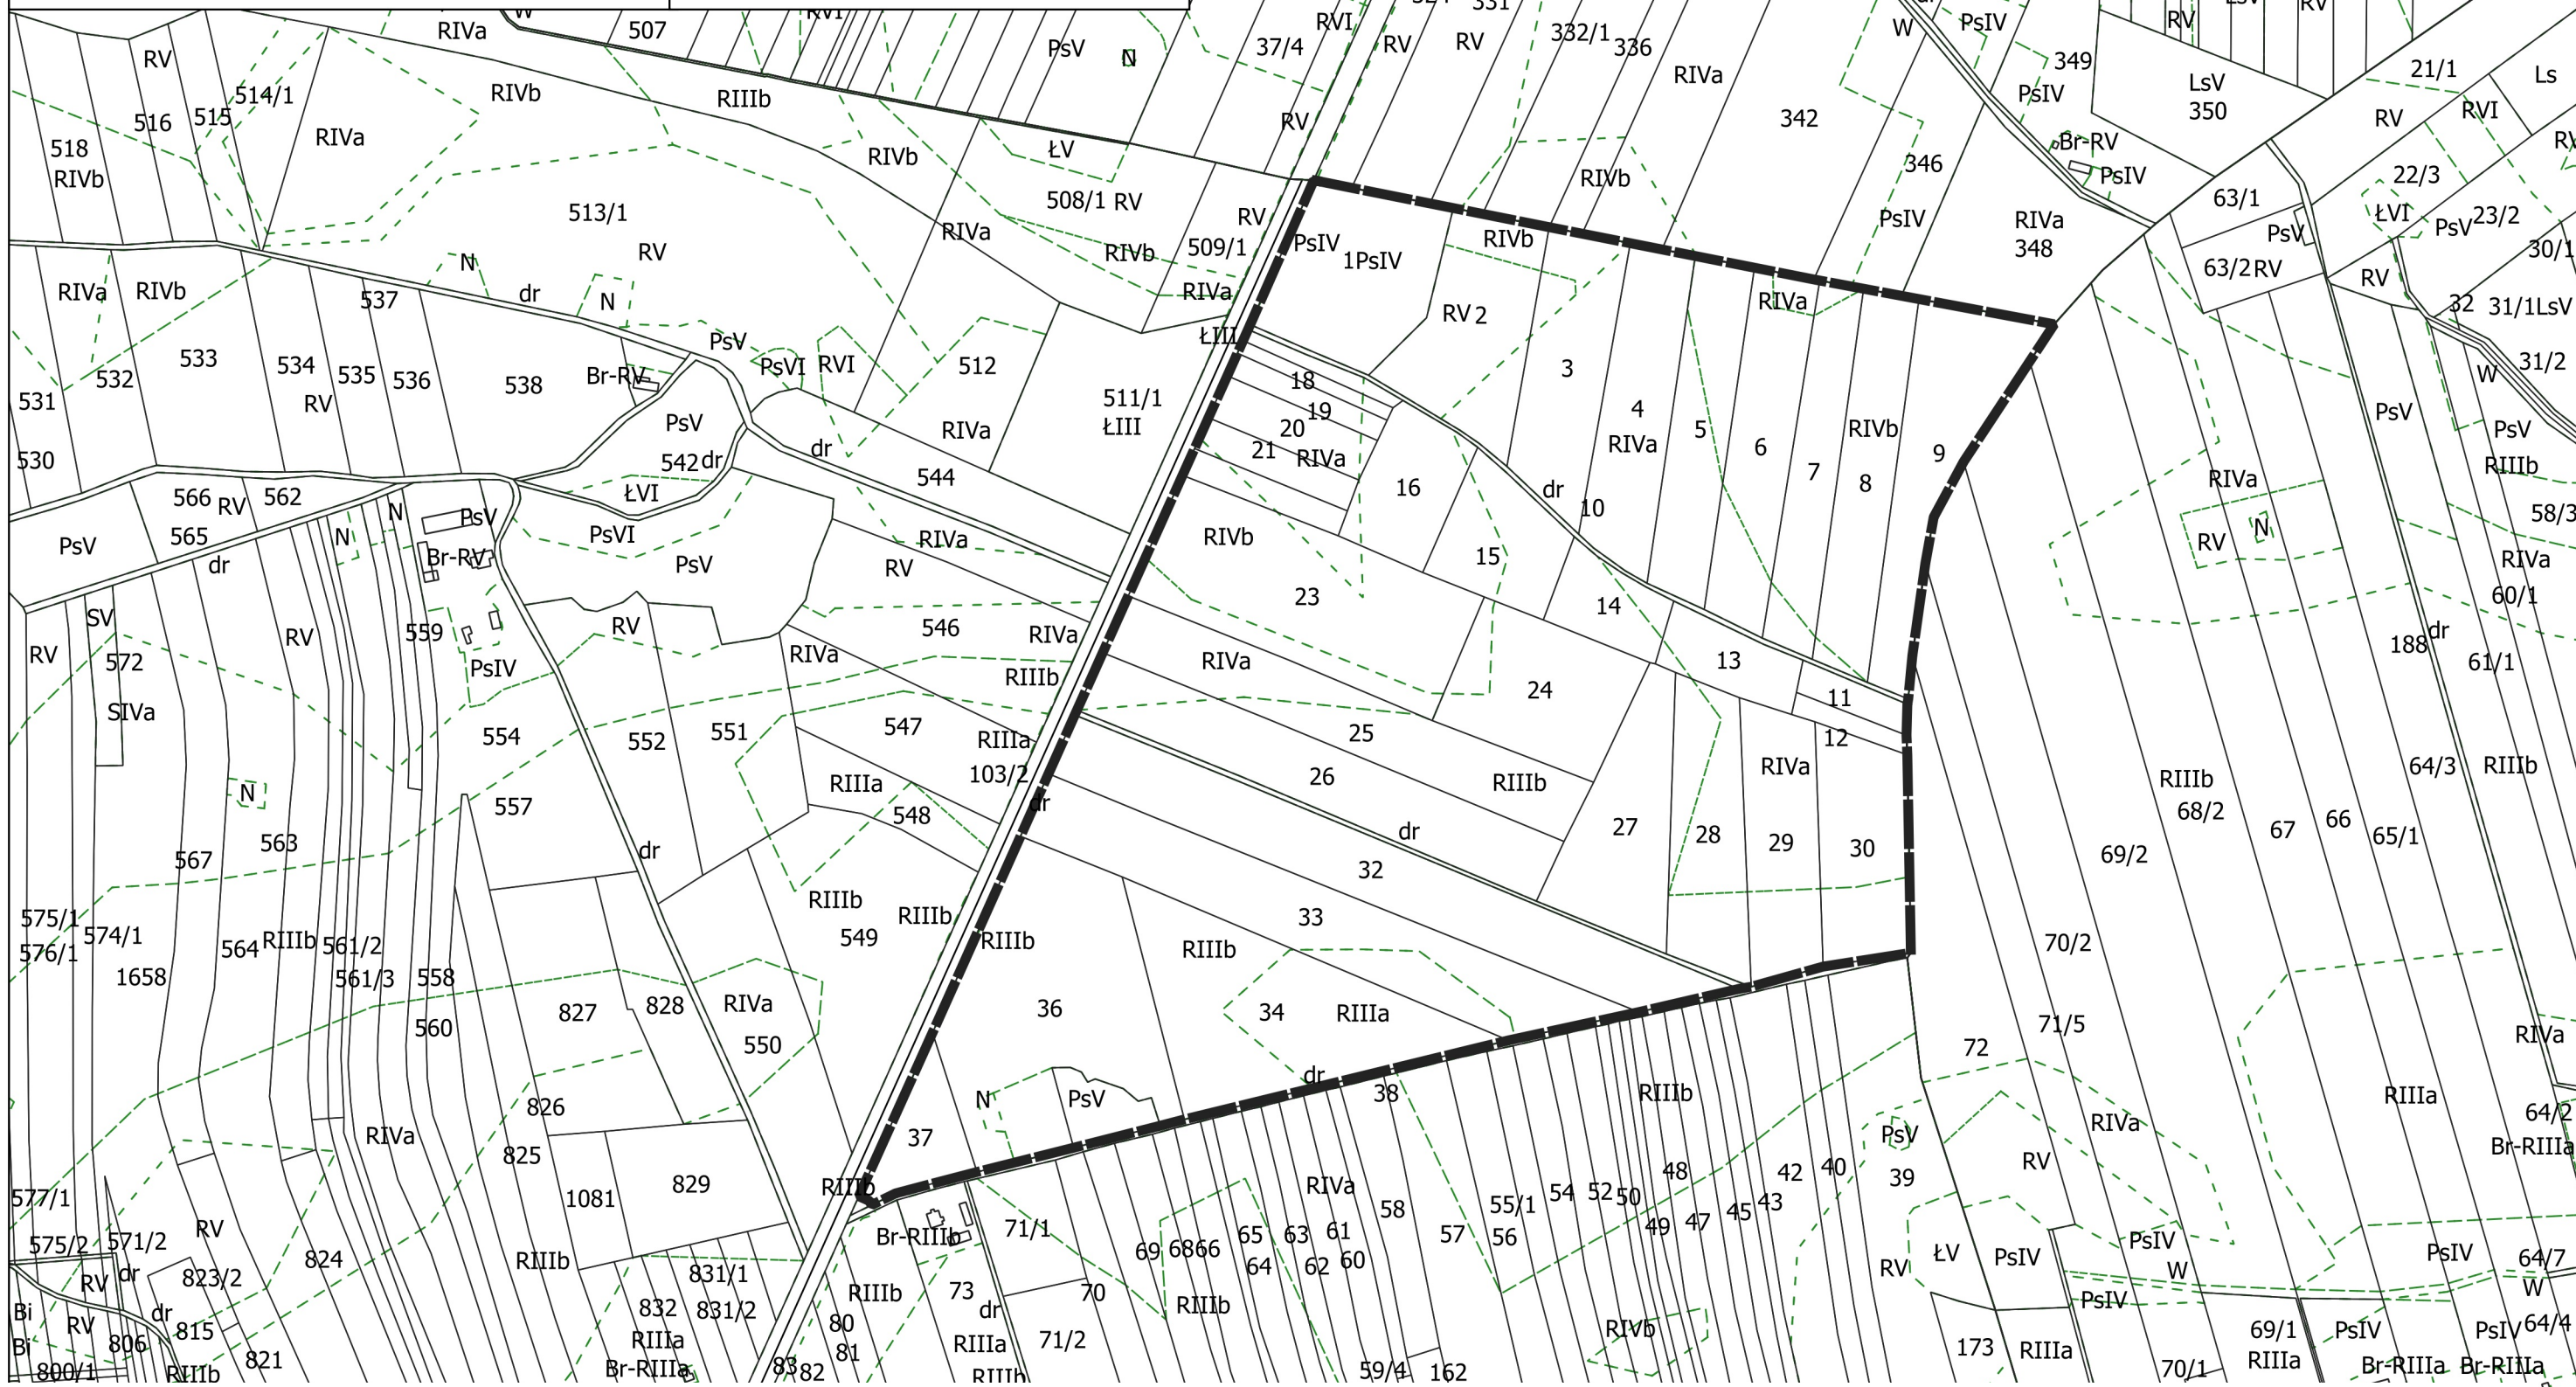 W
RVI
331
RIVa
507
PsV
N
37/4
RVI
RV
RV
332/1
336
RIVa
W
PsIV
349
RV
RV
21/1
Ls
RV
516
515
514/1
RIVb
RIIIb
RV
342
PsIV
LsV
350
RV
RVI
518
RIVb
RIVa
RIVb
ŁV
RIVb
346
Br-RV
PsIV
22/3
513/1
508/1 RV
RV
PsIV
RIVa
348
63/1
ŁVI
PsV
23/2
RV
RIVa
RIVb
509/1
PsIV
1PsIV
RIVb
PsV
63/2RV
30/1
N
RIVa
RIVb
537
dr
N
RIVa
RV 2
RIVa
RV
32
31/1LsV
533
532
534
535
536
RV
538
Br-RV
PsV
PsVI
RVI
512
ŁIII
18
19
20
21
RIVa
3
4
RIVa
5
6
7
RIVb
8
9
31/2
W
531
530
PsV
542
dr
dr
RIVa
511/1
ŁIII
544
16
PsV
PsV
RIIIb
566
RV
562
565
PsV
dr
N
N
PsV
Br-RV
ŁVI
PsVI
PsV
RIVa
RV
RIVb
23
15
dr
10
14
RIVa
RV
N
58/3
RIVa
60/1
SV
RV
572
RV
559
PsIV
RV
RIVa
546
RIVa
RIIIb
RIVa
24
13
11
12
188
dr
61/1
SIVa
554
552
551
547
RIIIa
103/2
dr
25
26
RIIIb
RIVa
RIIIb
68/2
64/3
RIIIb
N
557
RIIIa
548
dr
27
28
29
30
67
66
65/1
567
563
dr
32
69/2
575/1
574/1
576/1
1658
564
RIIIb
561/2
561/3
558
560
RIIIb
549
RIIIb
RIIIb
RIIIb
33
70/2
827
828
RIVa
550
36
34
RIIIa
72
71/5
RIVa
826
825
RIVa
N
PsV
dr
38
RIIIb
PsV
RIVa
RIIIa
64/2
Br-RIIIa
577/1
1081
829
RIIIb
37
RIVa
48
42
40
39
RV
575/2
571/2
RV
824
RIIIb
Br-RIIIb
71/1
69
68
66
65
64
63
62
61
60
58
57
55/1
56
54
52
50
49
47
45
43
RV
ŁV
PsIV
PsIV
W
PsIV
64/7
W
RV
dr
823/2
831/1
RIIIb
73
dr
70
RIIIb
PsIV
Bi
Bi
RV
dr
806
815
821
RIIIb
800/1
832
831/2
RIIIa
Br-RIIIa
80
81
83
82
RIIIa
RIIIb
71/2
59/4
162
RIVb
173
RIIIa
70/1
69/1
RIIIa
PsIV
Br-RIIIa
PsIV
64/4
Br-RIIIa